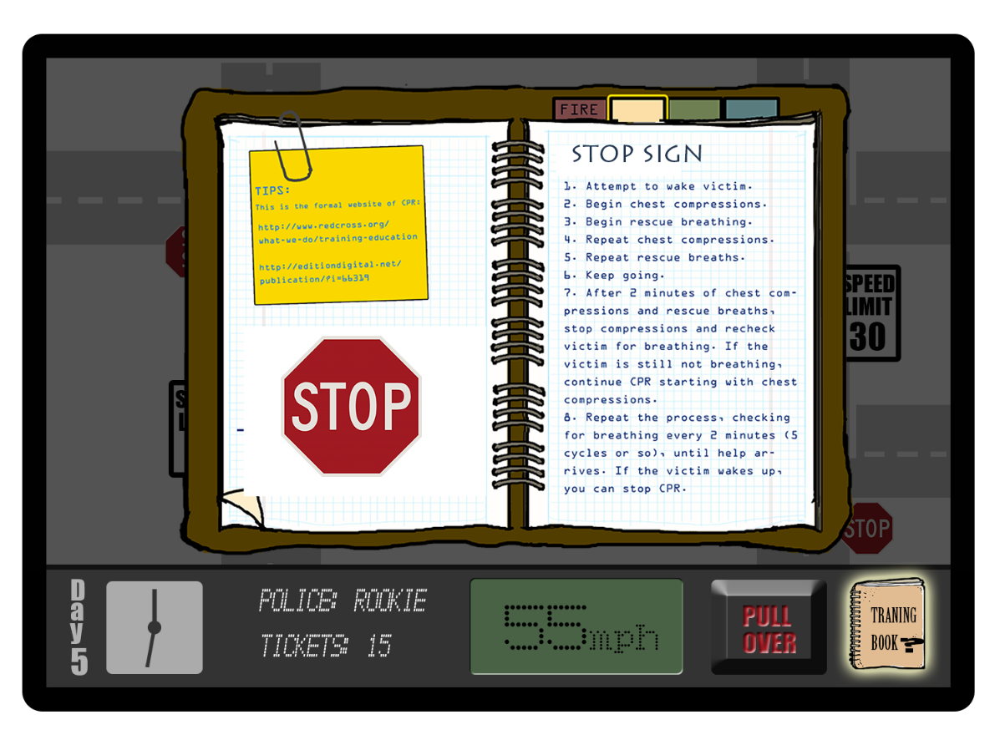 FIRE
TIPS:
This is the formal website of CPR:
http://www.redcross.org/
what-we-do/training-education
http://editiondigital.net/
publication/?i=66319
STOP
STOP SIGN
1. Attempt to wake victim.
2. Begin chest compressions.
3. Begin rescue breathing.
4. Repeat chest compressions.
5. Repeat rescue breaths.
6. Keep going.
7. After 2 minutes of chest com-
pressions and rescue breaths,
stop compressions and recheck
victim for breathing. If the
victim is still not breathing,
continue CPR starting with chest
compressions.
8. Repeat the process, checking
for breathing every 2 minutes (5
cycles or so), until help ar-
rives. If the victim wakes up,
you can stop CPR.
SPEED
LIMIT
30
STOP
Day 5
POLICE: ROOKIE
TICKETS: 15
55mph
PULL
OVER
TRANING
BOOK